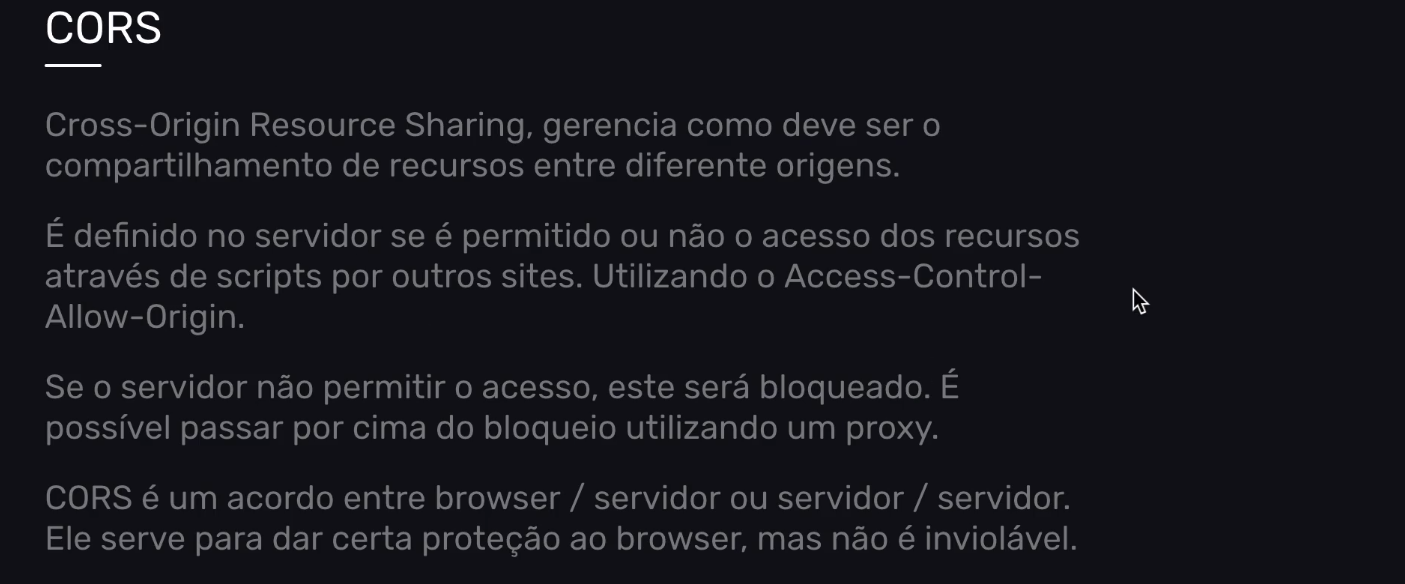 CORS
Cross-Origin Resource Sharing, gerencia como deve ser o
compartilhamento de recursos entre diferente origens.
É definido no servidor se é permitido ou não o acesso dos recursos
através de scripts por outros sites. Utilizando o Access-Control-
Allow-Origin.
Se o servidor não permitir o acesso, este será bloqueado. É
possível passar por cima do bloqueio utilizando um proxy.
CORS é um acordo entre browser / servidor ou servidor / servidor.
Ele serve para dar certa proteção ao browser, mas não é inviolável.